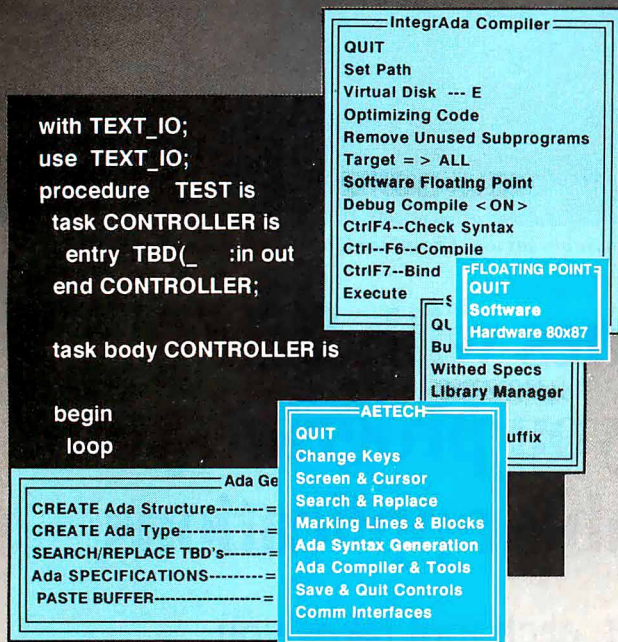 IntegrAda Compiler
QUIT
Set Path
Virtual Disk --- E
Optimizing Code
Remove Unused Subprograms
Target = > ALL
Software Floating Point
Debug Compile <ON>
CtrlF4--Check Syntax
Ctrl--F6--Compile
CtrlF7--Bind
Execute
FLOATING POINT
QUIT
Software
Hardware 80x87
S
QU
Bu
Withed Specs
Library Manager
uffix
with TEXT_IO;
use TEXT_IO;
procedure TEST is
task CONTROLLER is
entry TBD(_ :in out
end CONTROLLER;
task body CONTROLLER is
begin
loop
Ada Ge
CREATE Ada Structure--------=
CREATE Ada Type-------------=
SEARCH/REPLACE TBD's-------=
Ada SPECIFICATIONS---------=
PASTE BUFFER-----------------=
AETECH
QUIT
Change Keys
Screen & Cursor
Search & Replace
Marking Lines & Blocks
Ada Syntax Generation
Ada Compiler & Tools
Save & Quit Controls
Comm Interfaces